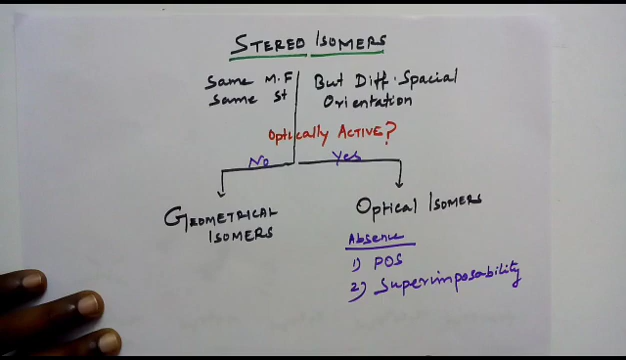 STEREO ISOMERS
Same M.F But Diff. Spacial
Same St Orientation
Optically ACTIVE?
No Yes
GEOMETRICAL
ISOMERS
Optical ISOMERS
Absence
1) POS
2) Superimposability